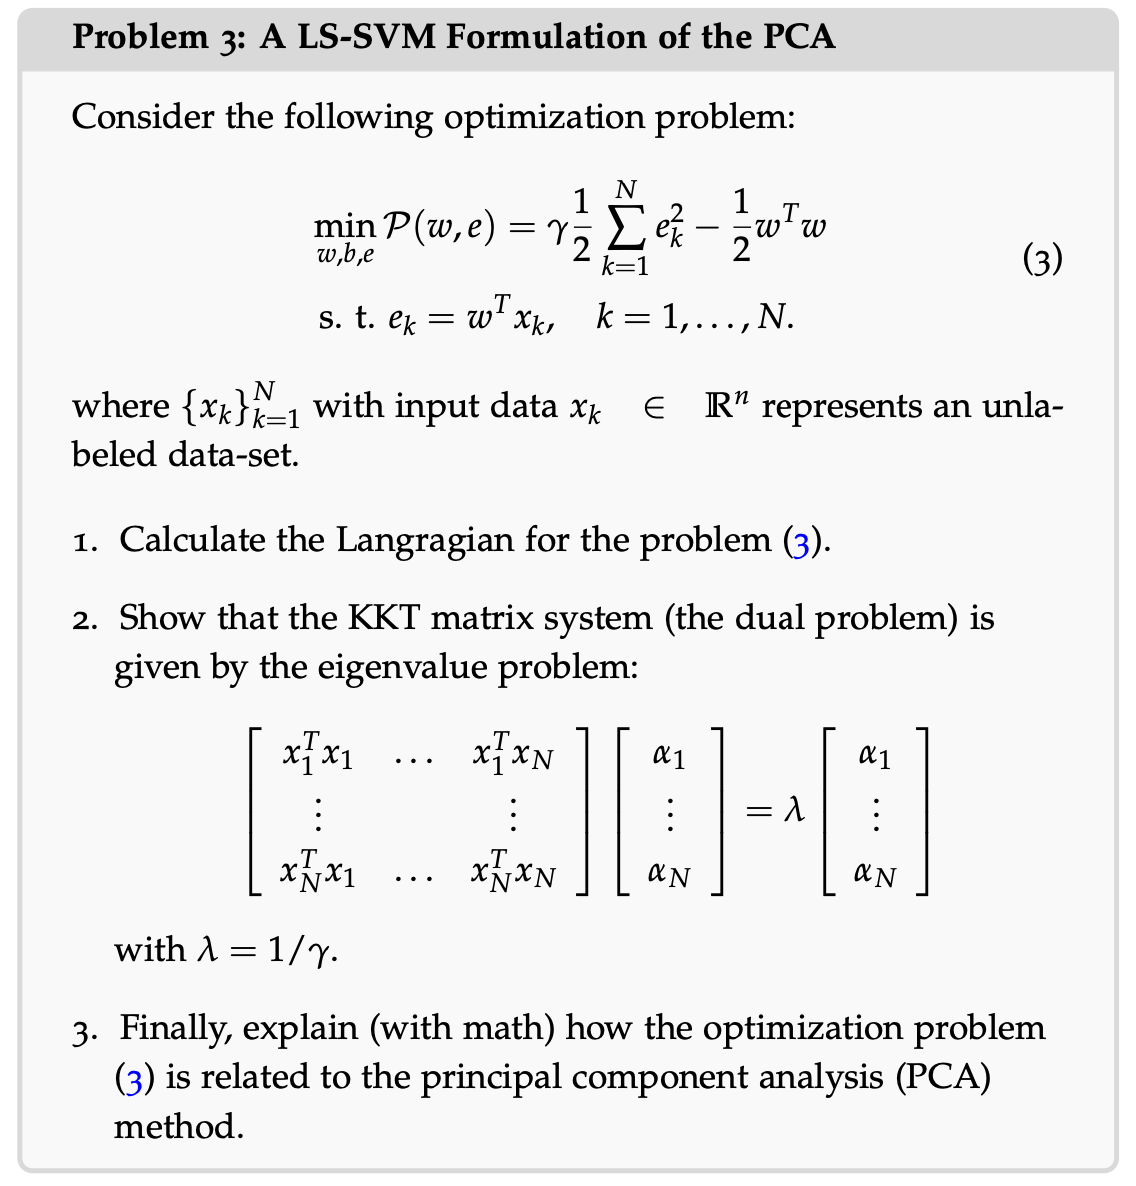 Problem 3: A LS-SVM Formulation of the PCA
Consider the following optimization problem:
min_{w,b,e} P(w, e) = γ \frac{1}{2} \sum_{k=1}^{N} e_k^2 − \frac{1}{2} w^T w
(3)
s. t. e_k = w^T x_k, k = 1, . . . , N.
where {x_k}_{k=1}^{N} with input data x_k ∈ ℝ^n represents an unla-
beled data-set.
1. Calculate the Langragian for the problem (3).
2. Show that the KKT matrix system (the dual problem) is
given by the eigenvalue problem:
[ x_1^T x_1 . . . x_1^T x_N ] [ α_1 ] = λ [ α_1 ]
[ ⋮ ⋮ ] [ ⋮ ] [ ⋮ ]
[ x_N^T x_1 . . . x_N^T x_N ] [ α_N ] [ α_N ]
with λ = 1/γ.
3. Finally, explain (with math) how the optimization problem
(3) is related to the principal component analysis (PCA)
method.